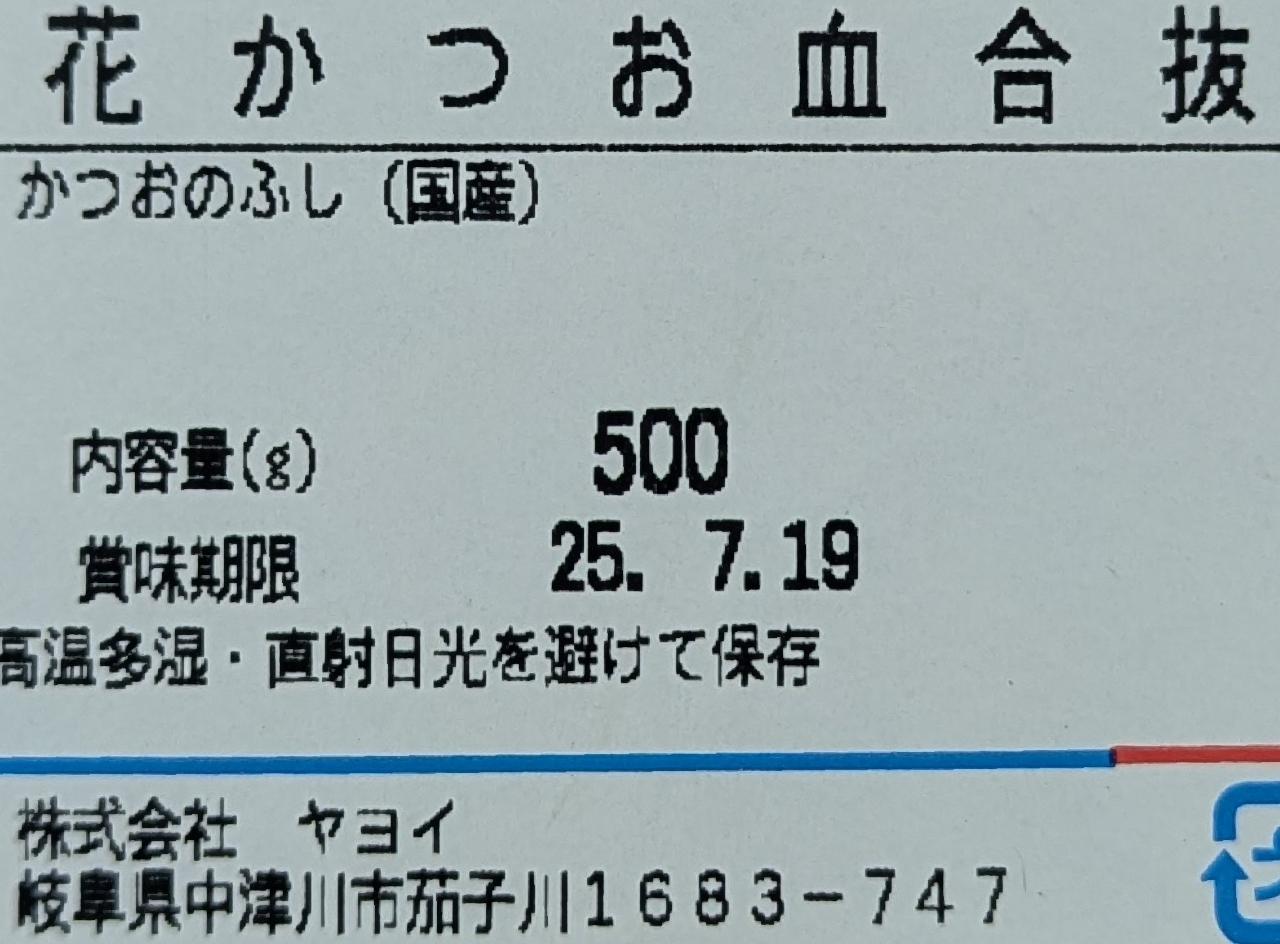 花かつお血合抜
かつおのふし（国産）
内容量(g) 500
賞味期限 25. 7.19
高温多湿・直射日光を避けて保存
株式会社　ヤヨイ
岐阜県中津川市茄子川1683-747